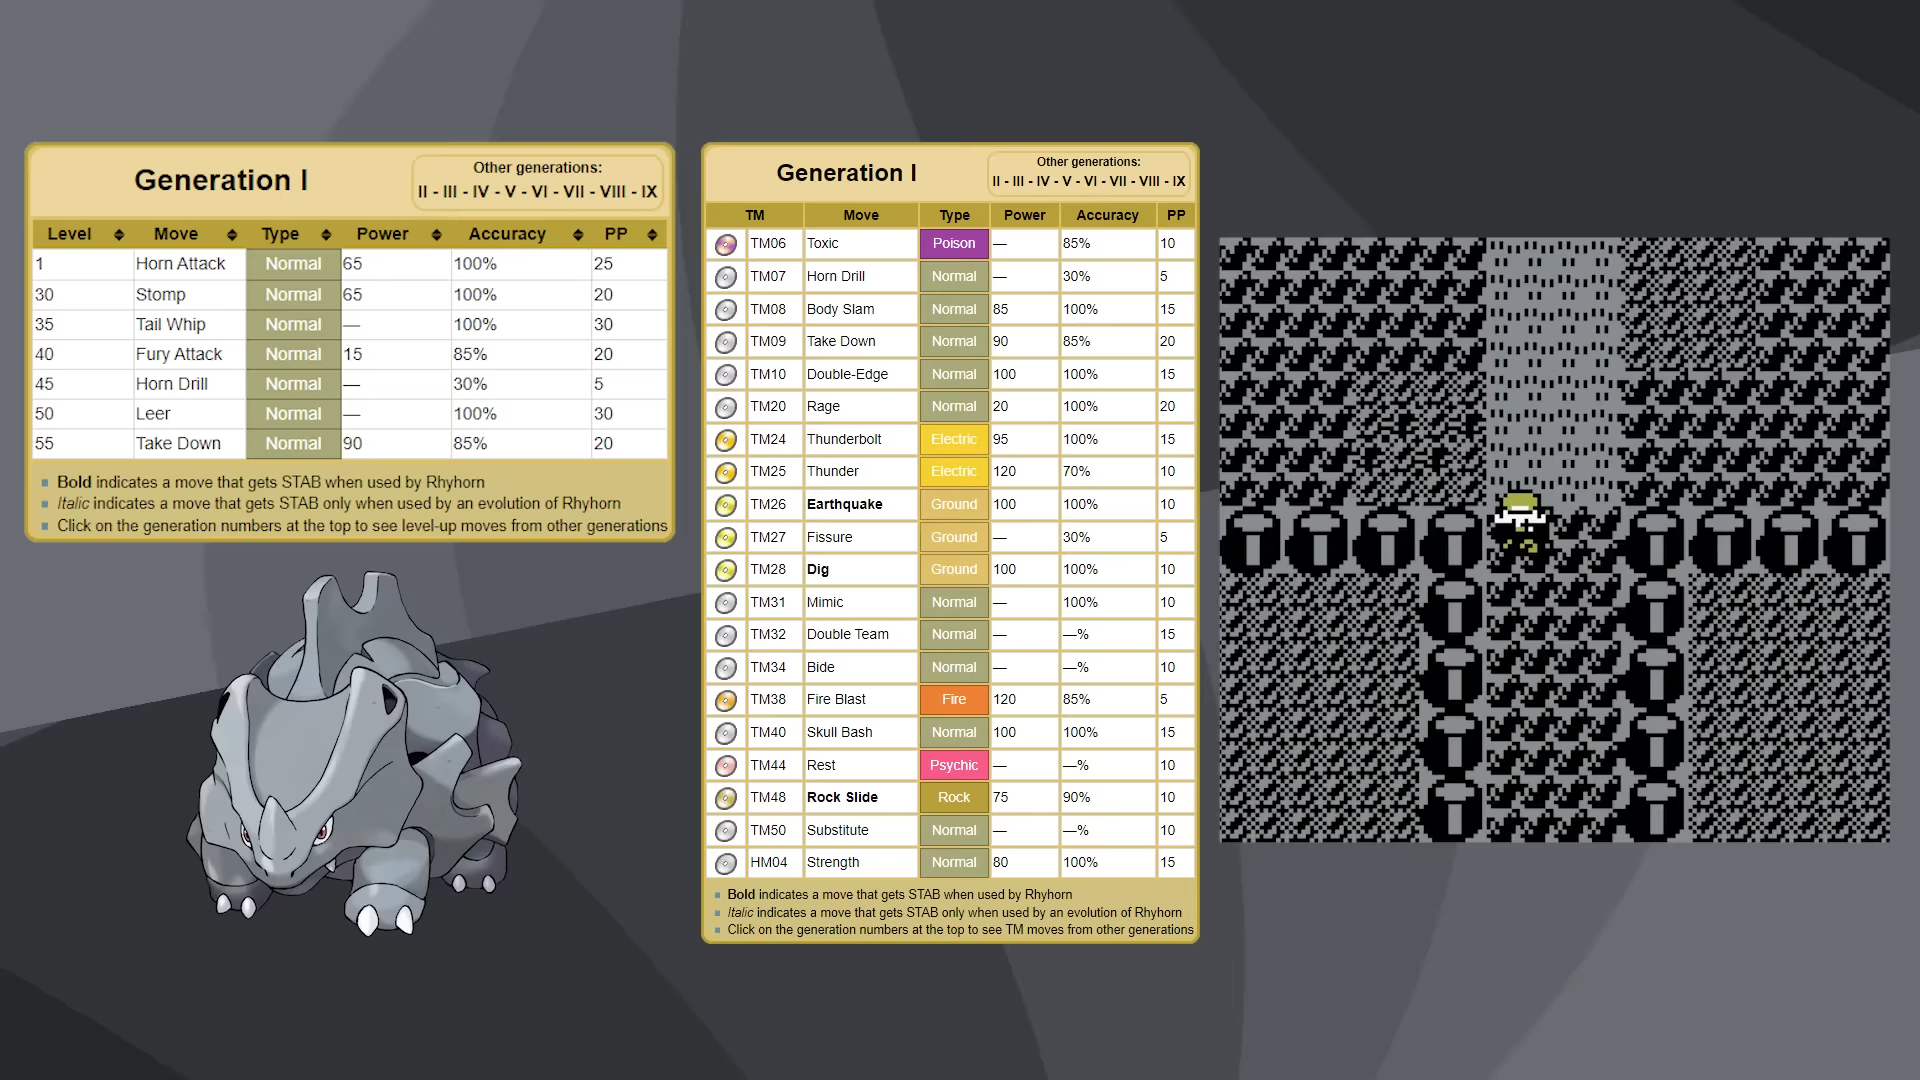 Generation I
Other generations:
II - III - IV - V - VI - VII - VIII - IX
Level Move Type Power Accuracy PP
1 Horn Attack Normal 65 100% 25
30 Stomp Normal 65 100% 20
35 Tail Whip Normal — 100% 30
40 Fury Attack Normal 15 85% 20
45 Horn Drill Normal — 30% 5
50 Leer Normal — 100% 30
55 Take Down Normal 90 85% 20
Bold indicates a move that gets STAB when used by Rhyhorn
Italic indicates a move that gets STAB only when used by an evolution of Rhyhorn
Click on the generation numbers at the top to see level-up moves from other generations
Generation I
Other generations:
II - III - IV - V - VI - VII - VIII - IX
TM Move Type Power Accuracy PP
TM06 Toxic Poison — 85% 10
TM07 Horn Drill Normal — 30% 5
TM08 Body Slam Normal 85 100% 15
TM09 Take Down Normal 90 85% 20
TM10 Double-Edge Normal 100 100% 15
TM20 Rage Normal 20 100% 20
TM24 Thunderbolt Electric 95 100% 15
TM25 Thunder Electric 120 70% 10
TM26 Earthquake Ground 100 100% 10
TM27 Fissure Ground — 30% 5
TM28 Dig Ground 100 100% 10
TM31 Mimic Normal — 100% 10
TM32 Double Team Normal — —% 15
TM34 Bide Normal — —% 10
TM38 Fire Blast Fire 120 85% 5
TM40 Skull Bash Normal 100 100% 15
TM44 Rest Psychic — —% 10
TM48 Rock Slide Rock 75 90% 10
TM50 Substitute Normal — —% 10
HM04 Strength Normal 80 100% 15
Bold indicates a move that gets STAB when used by Rhyhorn
Italic indicates a move that gets STAB only when used by an evolution of Rhyhorn
Click on the generation numbers at the top to see TM moves from other generations